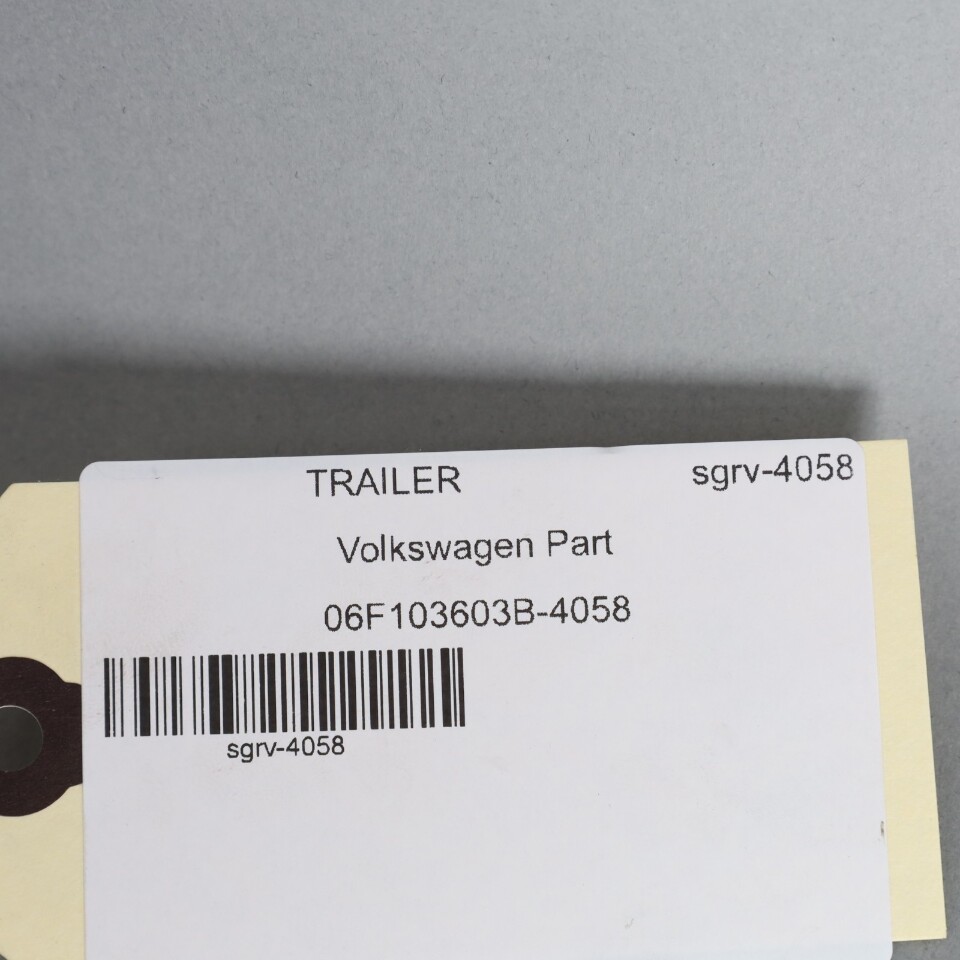 TRAILER sgrv-4058
Volkswagen Part
06F103603B-4058
sgrv-4058